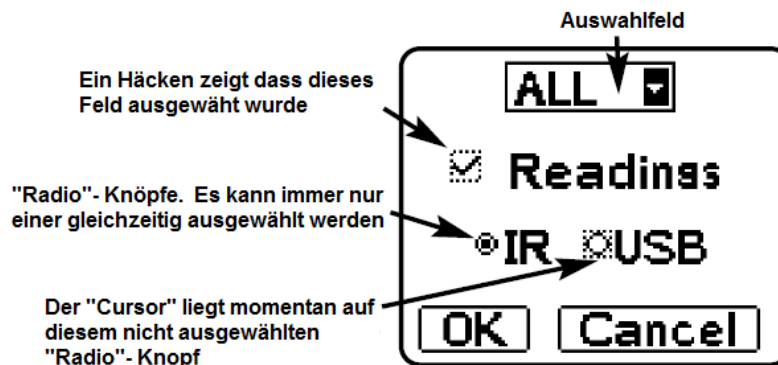 Auswahlfeld
Ein Häcken zeigt dass dieses
Feld ausgewäht wurde
ALL
Readings
"Radio"- Knöpfe. Es kann immer nur
einer gleichzeitig ausgewählt werden
IR USB
Der "Cursor" liegt momentan auf
diesem nicht ausgewählten
"Radio"- Knopf
OK Cancel